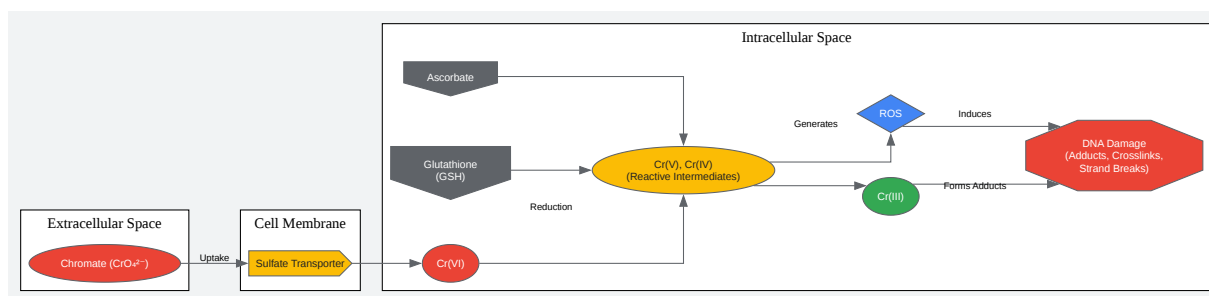 Intracellular Space
Ascorbate
ROS
Generates
Induces
DNA Damage
(Adducts, Crosslinks,
Strand Breaks)
Glutathione
(GSH)
Cr(V), Cr(IV)
(Reactive Intermediates)
Forms Adducts
Cr(III)
Reduction
Extracellular Space
Cell Membrane
Chromate (CrO₄²⁻)
Uptake
Sulfate Transporter
Cr(VI)